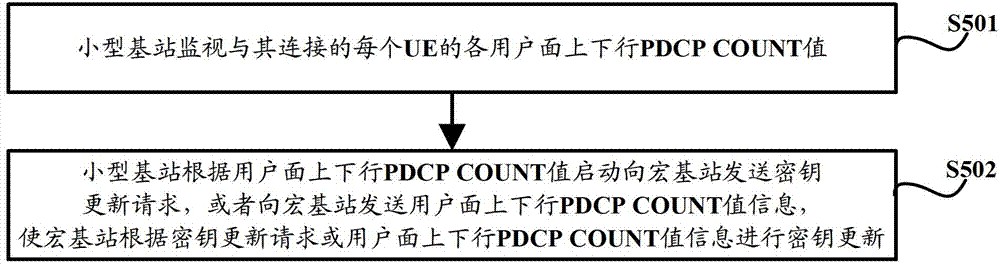 S501
小型基站监视与其连接的每个UE的各用户面上下行PDCP COUNT值
S502
小型基站根据用户面上下行PDCP COUNT值启动向宏基站发送密钥
更新请求，或者向宏基站发送用户面上下行PDCP COUNT值信息，
使宏基站根据密钥更新请求或用户面上下行PDCP COUNT值信息进行密钥更新